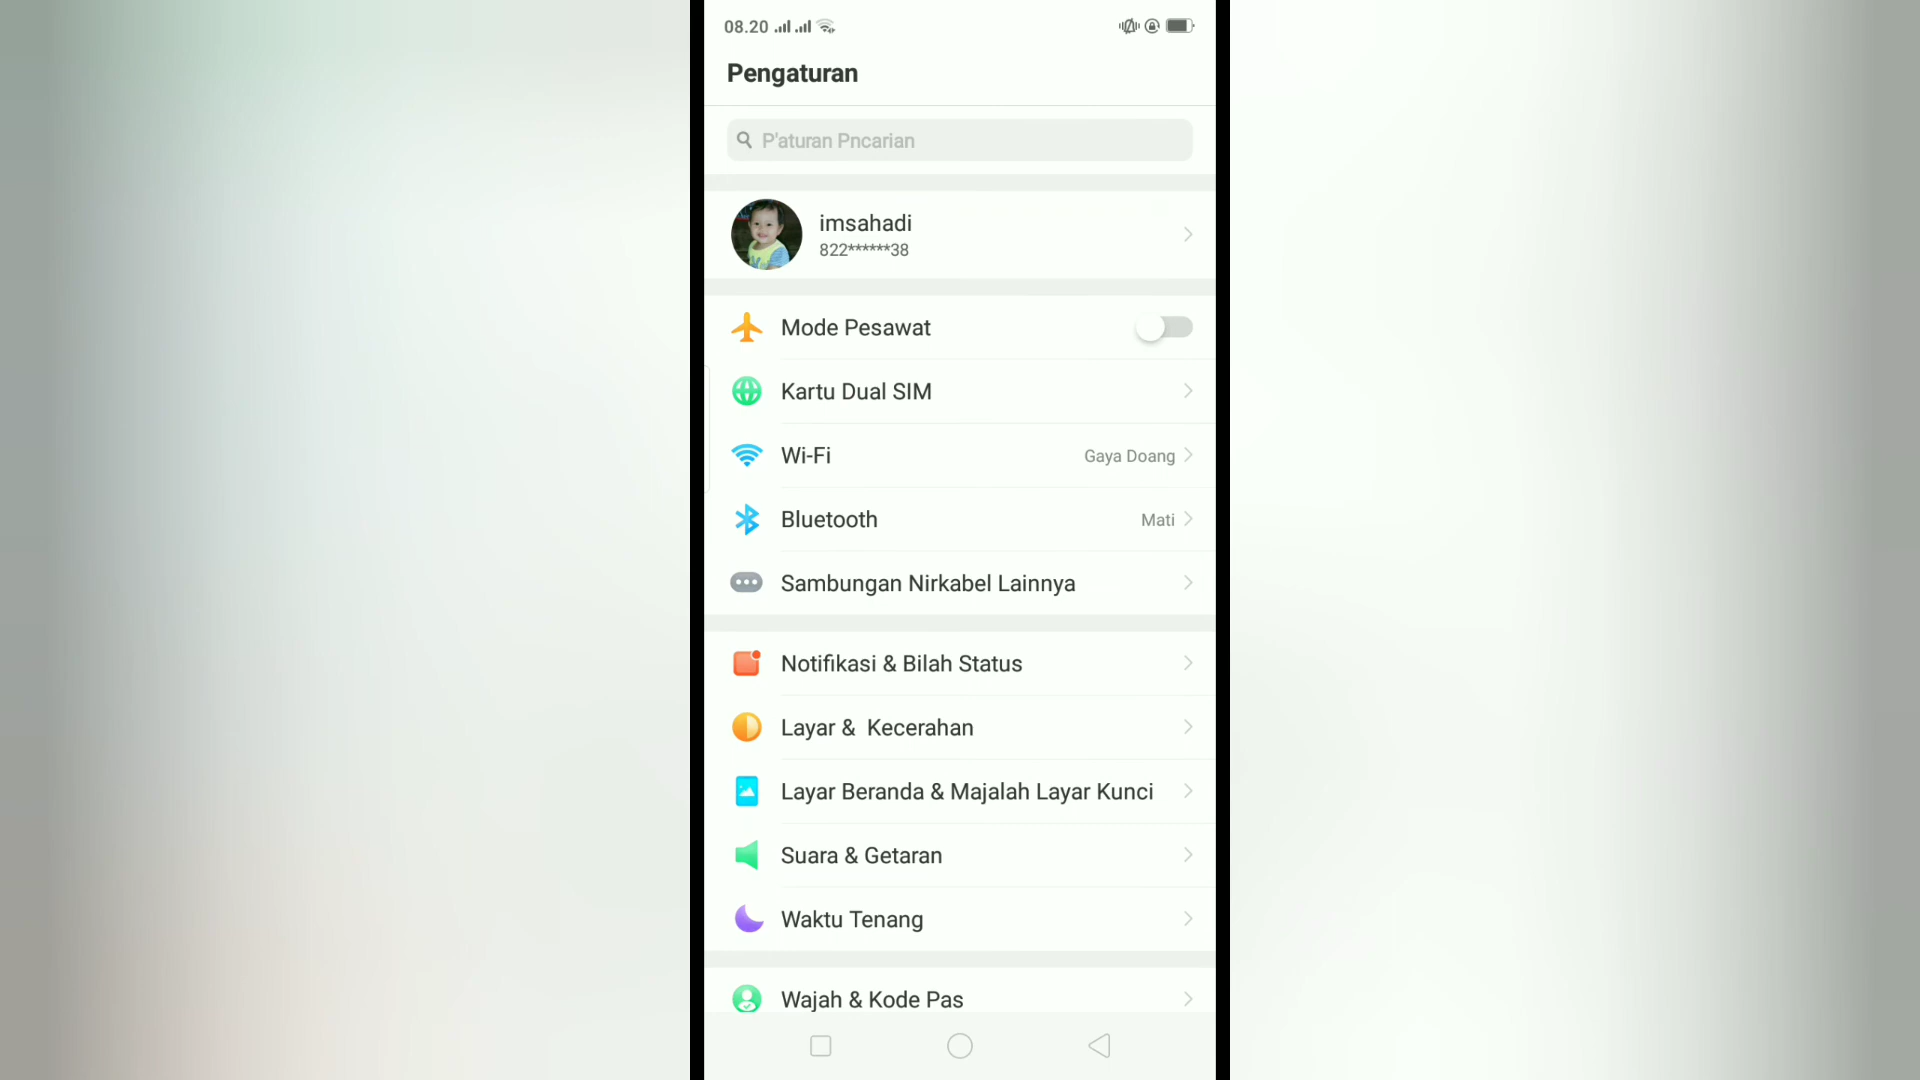 08.20
Pengaturan
P'aturan Pncarian
imsahadi
822******38
Mode Pesawat
Kartu Dual SIM
Wi-Fi Gaya Doang
Bluetooth Mati
Sambungan Nirkabel Lainnya
Notifikasi & Bilah Status
Layar & Kecerahan
Layar Beranda & Majalah Layar Kunci
Suara & Getaran
Waktu Tenang
Wajah & Kode Pas